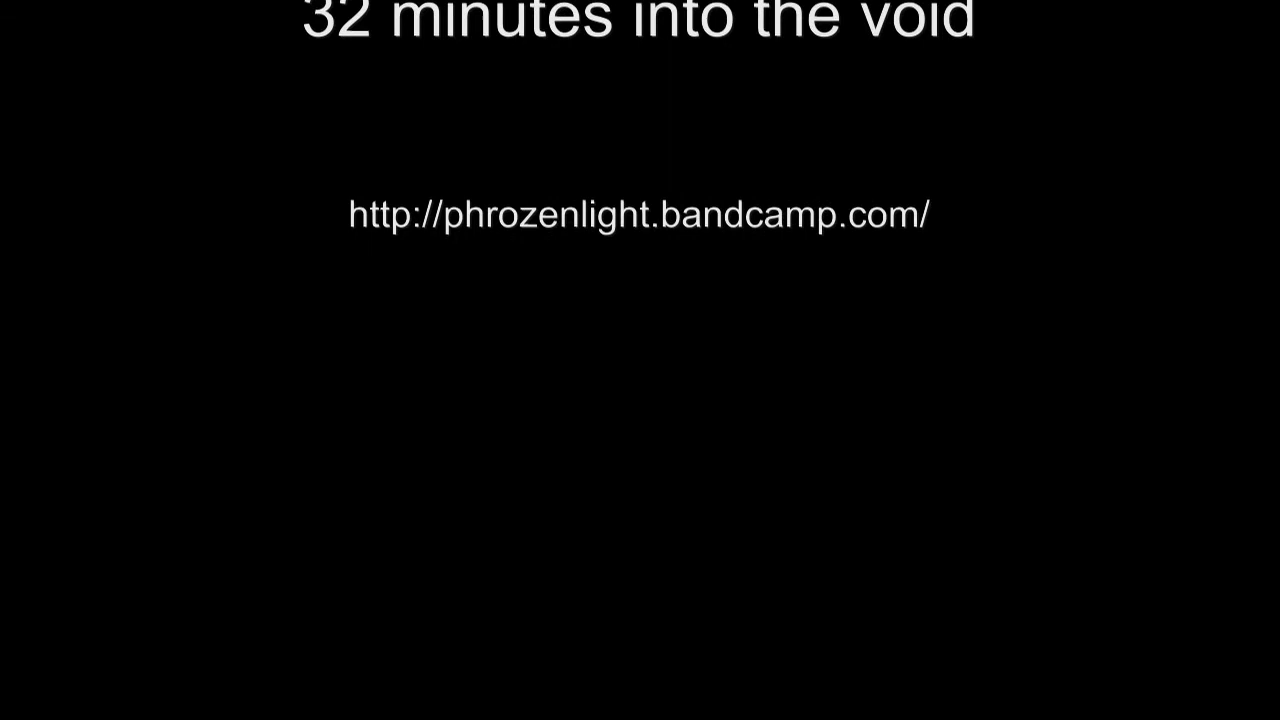 32 minutes into the void
http://phrozenlight.bandcamp.com/